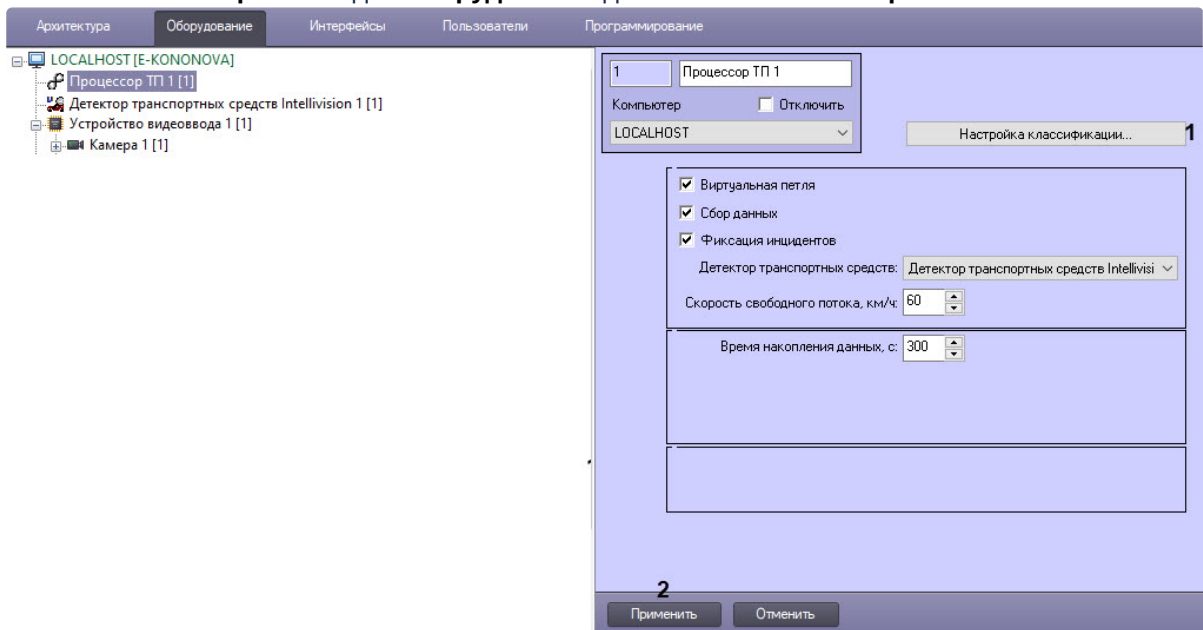 Архитектура Оборудование Интерфейсы Пользователи Программирование
LOCALHOST [E-KONONOVA]
Процессор ТП 1 [1]
Детектор транспортных средств Intellivision 1 [1]
Устройство видеоввода 1 [1]
Камера 1 [1]
1 Процессор ТП 1
Компьютер Отключить
LOCALHOST Настройка классификации... 1
Виртуальная петля
Сбор данных
Фиксация инцидентов
Детектор транспортных средств: Детектор транспортных средств Intellivisi
Скорость свободного потока, км/ч: 60
Время накопления данных, с: 300
2
Применить Отменить